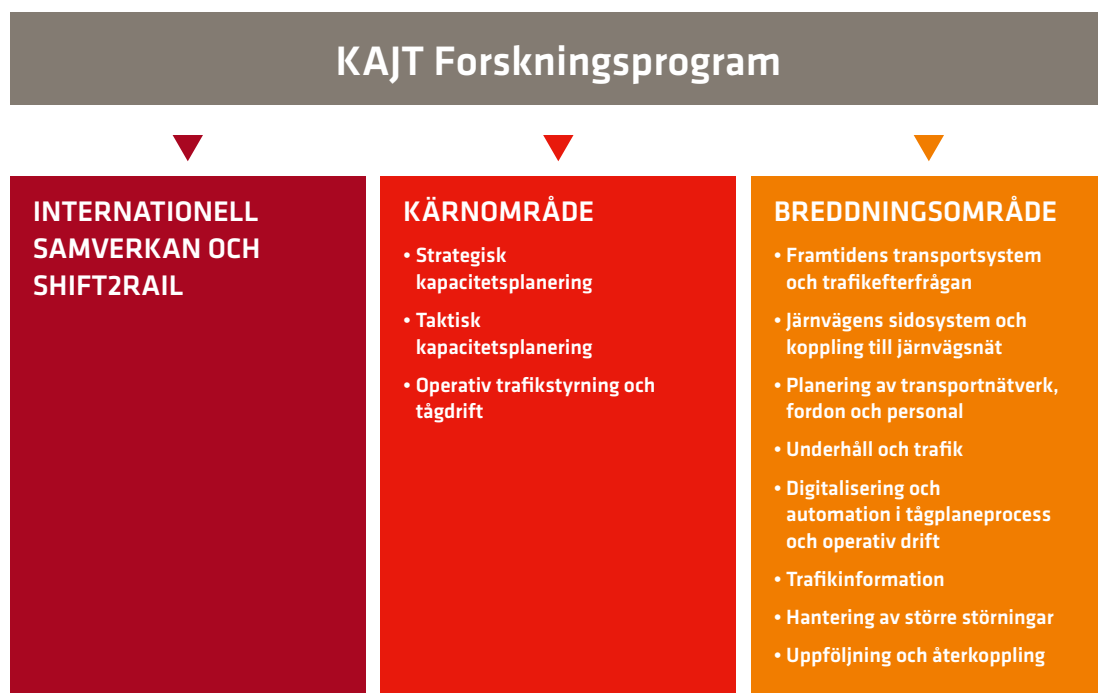 KAJT Forskningsprogram
INTERNATIONELL
SAMVERKAN OCH
SHIFT2RAIL
KÄRNOMRÅDE
• Strategisk
kapacitetsplanering
• Taktisk
kapacitetsplanering
• Operativ trafikstyrning och
tågdrift
BREDDNINGSOMRÅDE
• Framtidens transportsystem
och trafikefterfrågan
• Järnvägens sidosystem och
koppling till järnvägsnät
• Planering av transportnätverk,
fordon och personal
• Underhåll och trafik
• Digitalisering och
automation i tågplaneprocess
och operativ drift
• Trafikinformation
• Hantering av större störningar
• Uppföljning och återkoppling